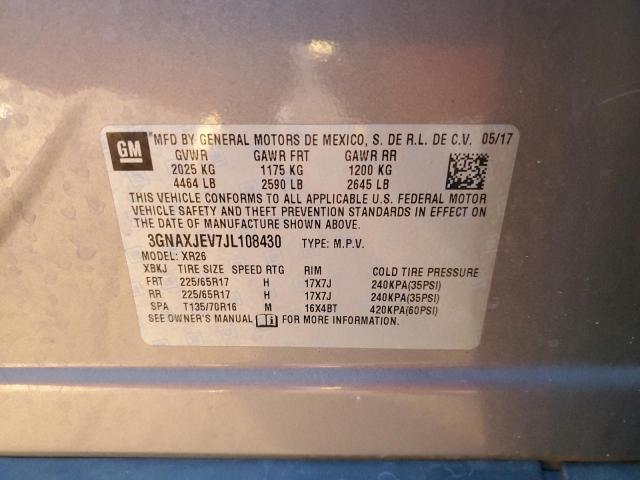 GM
*MFD BY GENERAL MOTORS DE MEXICO, S. DE R.L. DE C.V. 05/17
GVWR GAWR FRT GAWR RR
2025 KG 1175 KG 1200 KG
4464 LB 2590 LB 2645 LB
THIS VEHICLE CONFORMS TO ALL APPLICABLE U.S. FEDERAL MOTOR
VEHICLE SAFETY AND THEFT PREVENTION STANDARDS IN EFFECT ON
THE DATE OF MANUFACTURE SHOWN ABOVE.
3GNAXJEV7JL108430 TYPE: M.P.V.
MODEL: XR26
XBKJ TIRE SIZE SPEED RTG RIM COLD TIRE PRESSURE
FRT 225/65R17 H 17X7J 240KPA(35PSI)
RR 225/65R17 H 17X7J 240KPA(35PSI)
SPA T135/70R16 M 16X4BT 420KPA(60PSI)
SEE OWNER'S MANUAL FOR MORE INFORMATION.